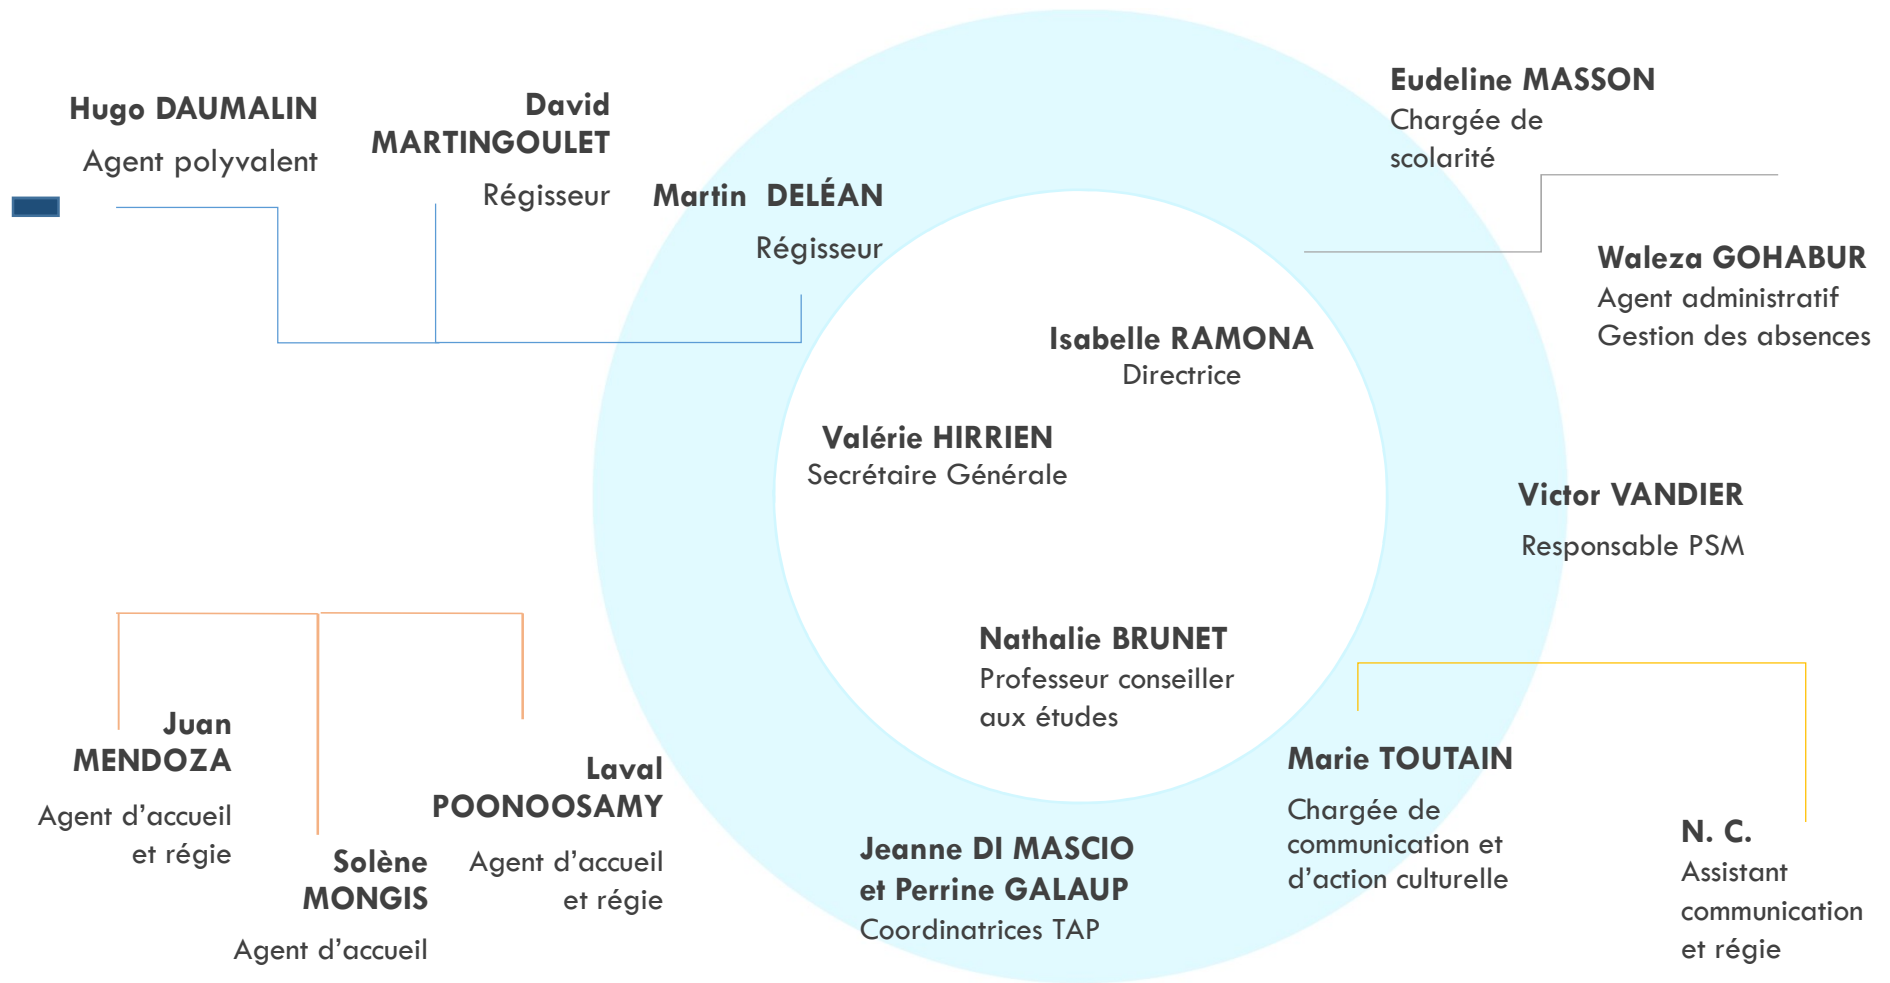 Hugo DAUMALIN
Agent polyvalent
David
MARTINGOULET
Régisseur
Martin DELÉAN
Régisseur
Eudeline MASSON
Chargée de
scolarité
Waleza GOHABUR
Agent administratif
Gestion des absences
Isabelle RAMONA
Directrice
Valérie HIRRIEN
Secrétaire Générale
Victor VANDIER
Responsable PSM
Nathalie BRUNET
Professeur conseiller
aux études
Juan
MENDOZA
Agent d’accueil
et régie
Solène
MONGIS
Agent d’accueil
Laval
POONOOSAMY
Agent d’accueil
et régie
Jeanne DI MASCIO
et Perrine GALAUP
Coordinatrices TAP
Marie TOUTAIN
Chargée de
communication et
d’action culturelle
N. C.
Assistant
communication
et régie